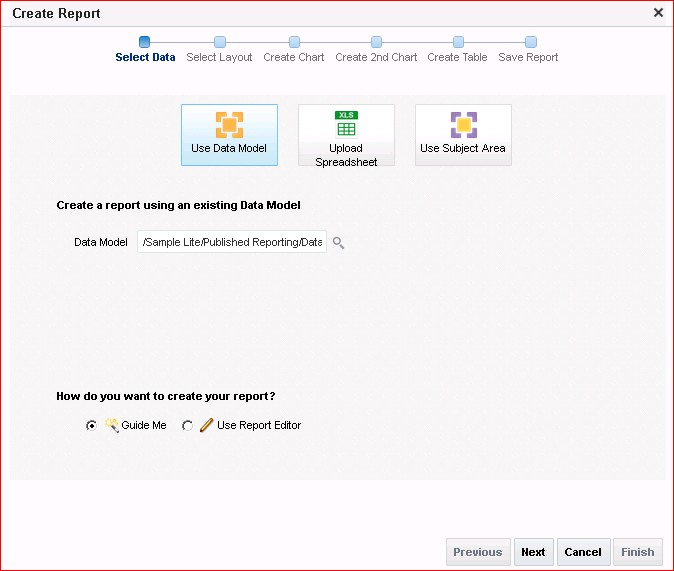 Create Report
Select Data Select Layout Create Chart Create 2nd Chart Create Table Save Report
XLS
Use Data Model Upload Spreadsheet Use Subject Area
Create a report using an existing Data Model
Data Model /Sample Lite/Published Reporting/Data
How do you want to create your report?
Guide Me Use Report Editor
Previous Next Cancel Finish